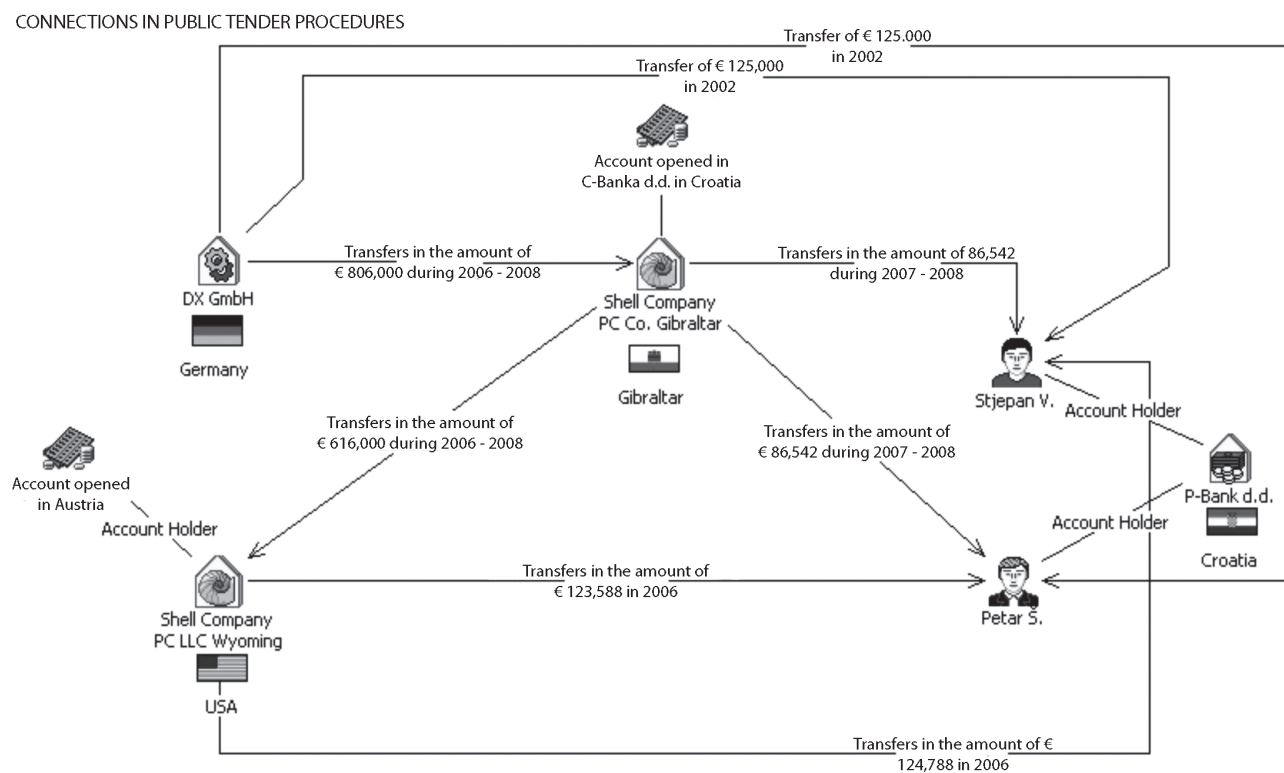 CONNECTIONS IN PUBLIC TENDER PROCEDURES
Transfer of € 125.000
in 2002
Transfer of € 125,000
in 2002
Account opened in
C-Banka d.d. in Croatia
Transfers in the amount of
€ 806,000 during 2006 - 2008
Transfers in the amount of 86,542
during 2007 - 2008
DX GmbH
Germany
Shell Company
PC Co. Gibraltar
Gibraltar
Stjepan V.
Account Holder
Transfers in the amount of
€ 616,000 during 2006 - 2008
Transfers in the amount of
€ 86,542 during 2007 - 2008
Account opened
in Austria
Account Holder
P-Bank d.d.
Croatia
Account Holder
Shell Company
PC LLC Wyoming
USA
Transfers in the amount of
€ 123,588 in 2006
Petar Š.
Transfers in the amount of €
124,788 in 2006